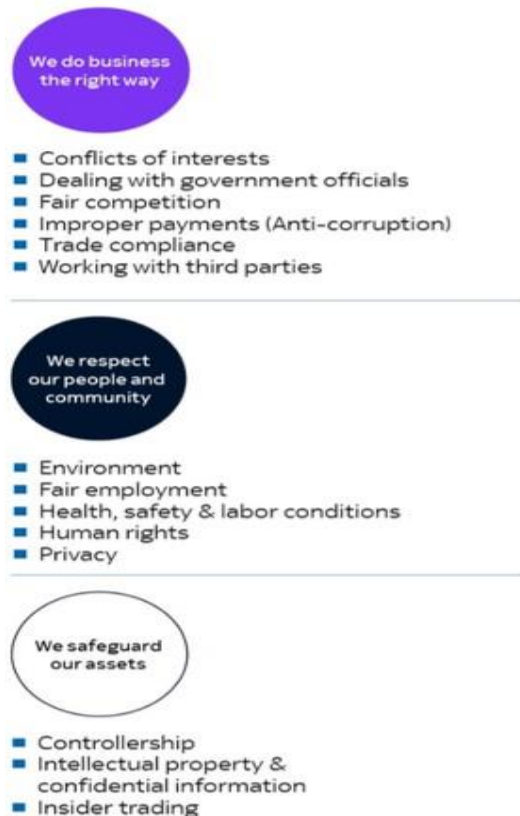 We do business
the right way
Conflicts of interests
Dealing with government officials
Fair competition
Improper payments (Anti-corruption)
Trade compliance
Working with third parties
We respect
our people and
community
Environment
Fair employment
Health, safety & labor conditions
Human rights
Privacy
We safeguard
our assets
Controllership
Intellectual property &
confidential information
Insider trading